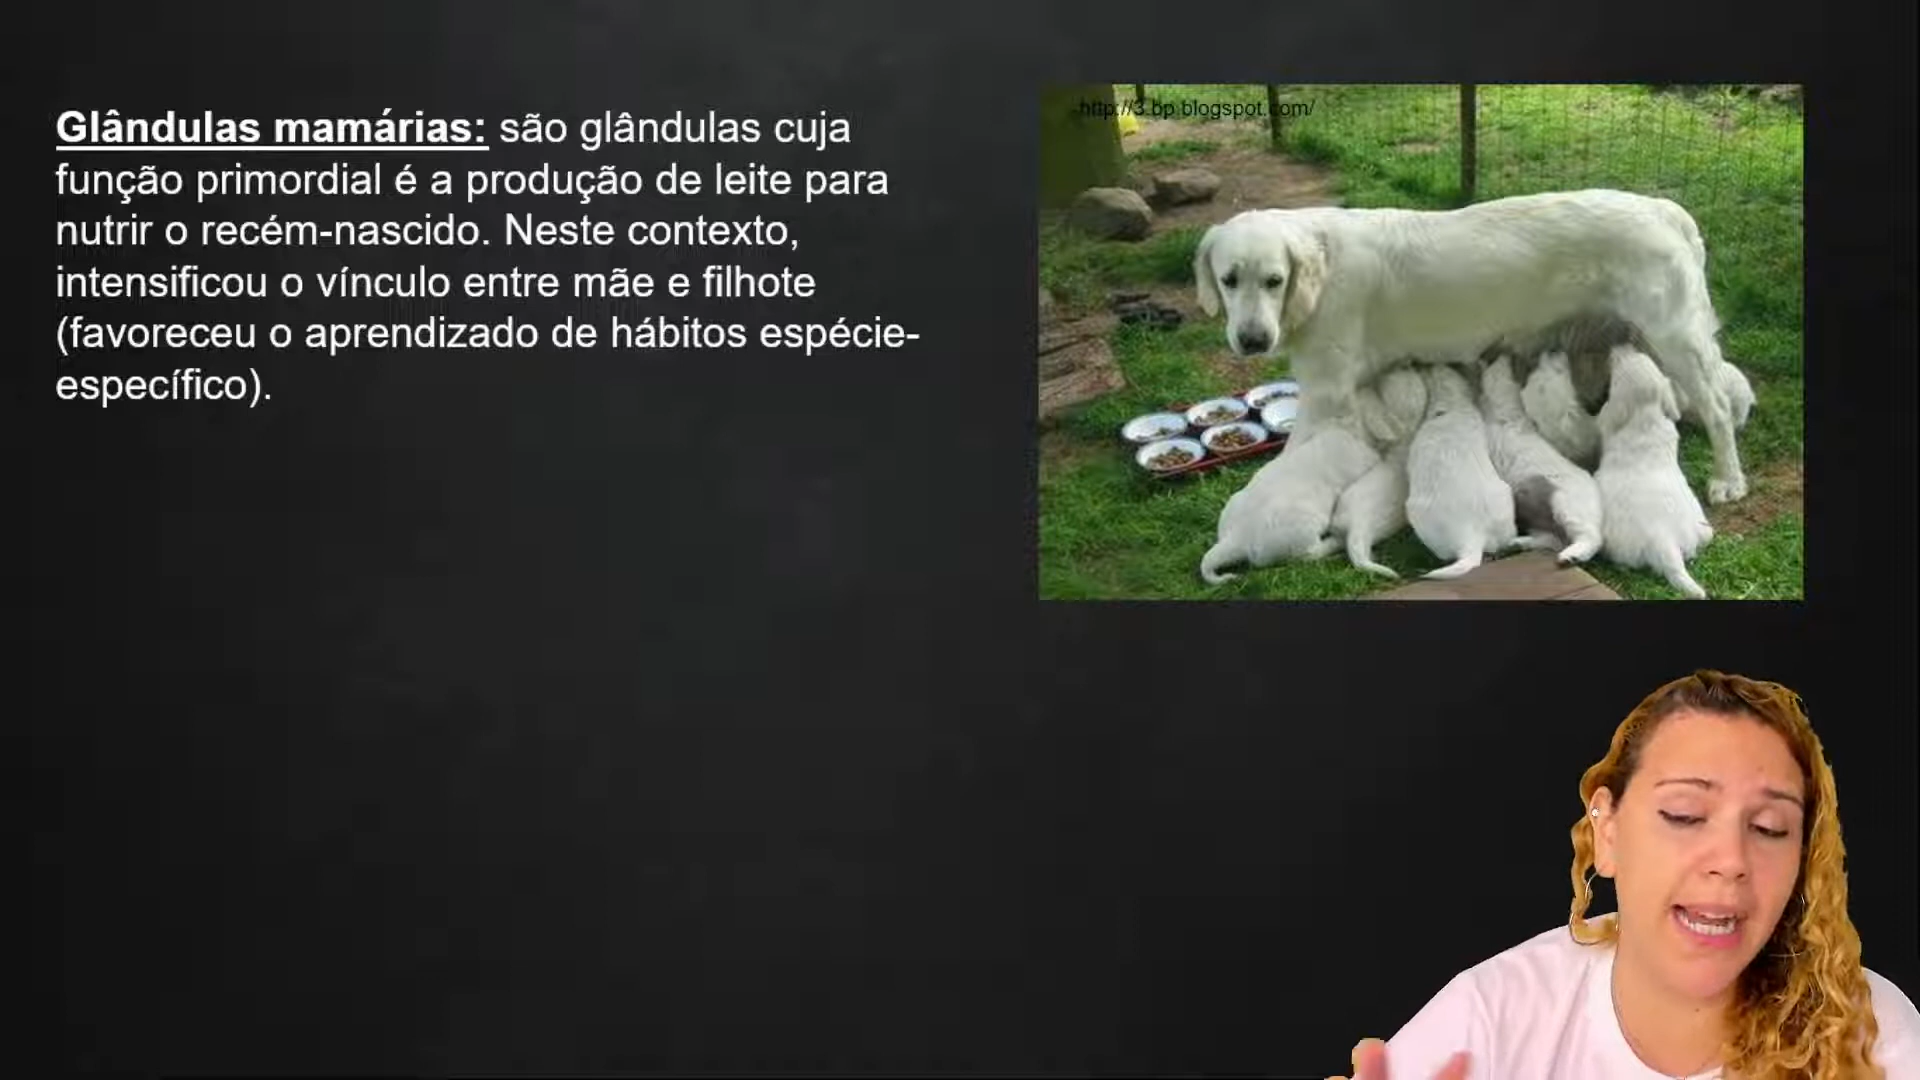 Glândulas mamárias: são glândulas cuja
função primordial é a produção de leite para
nutrir o recém-nascido. Neste contexto,
intensificou o vínculo entre mãe e filhote
(favoreceu o aprendizado de hábitos espécie-
específico).
http://3.bp.blogspot.com/